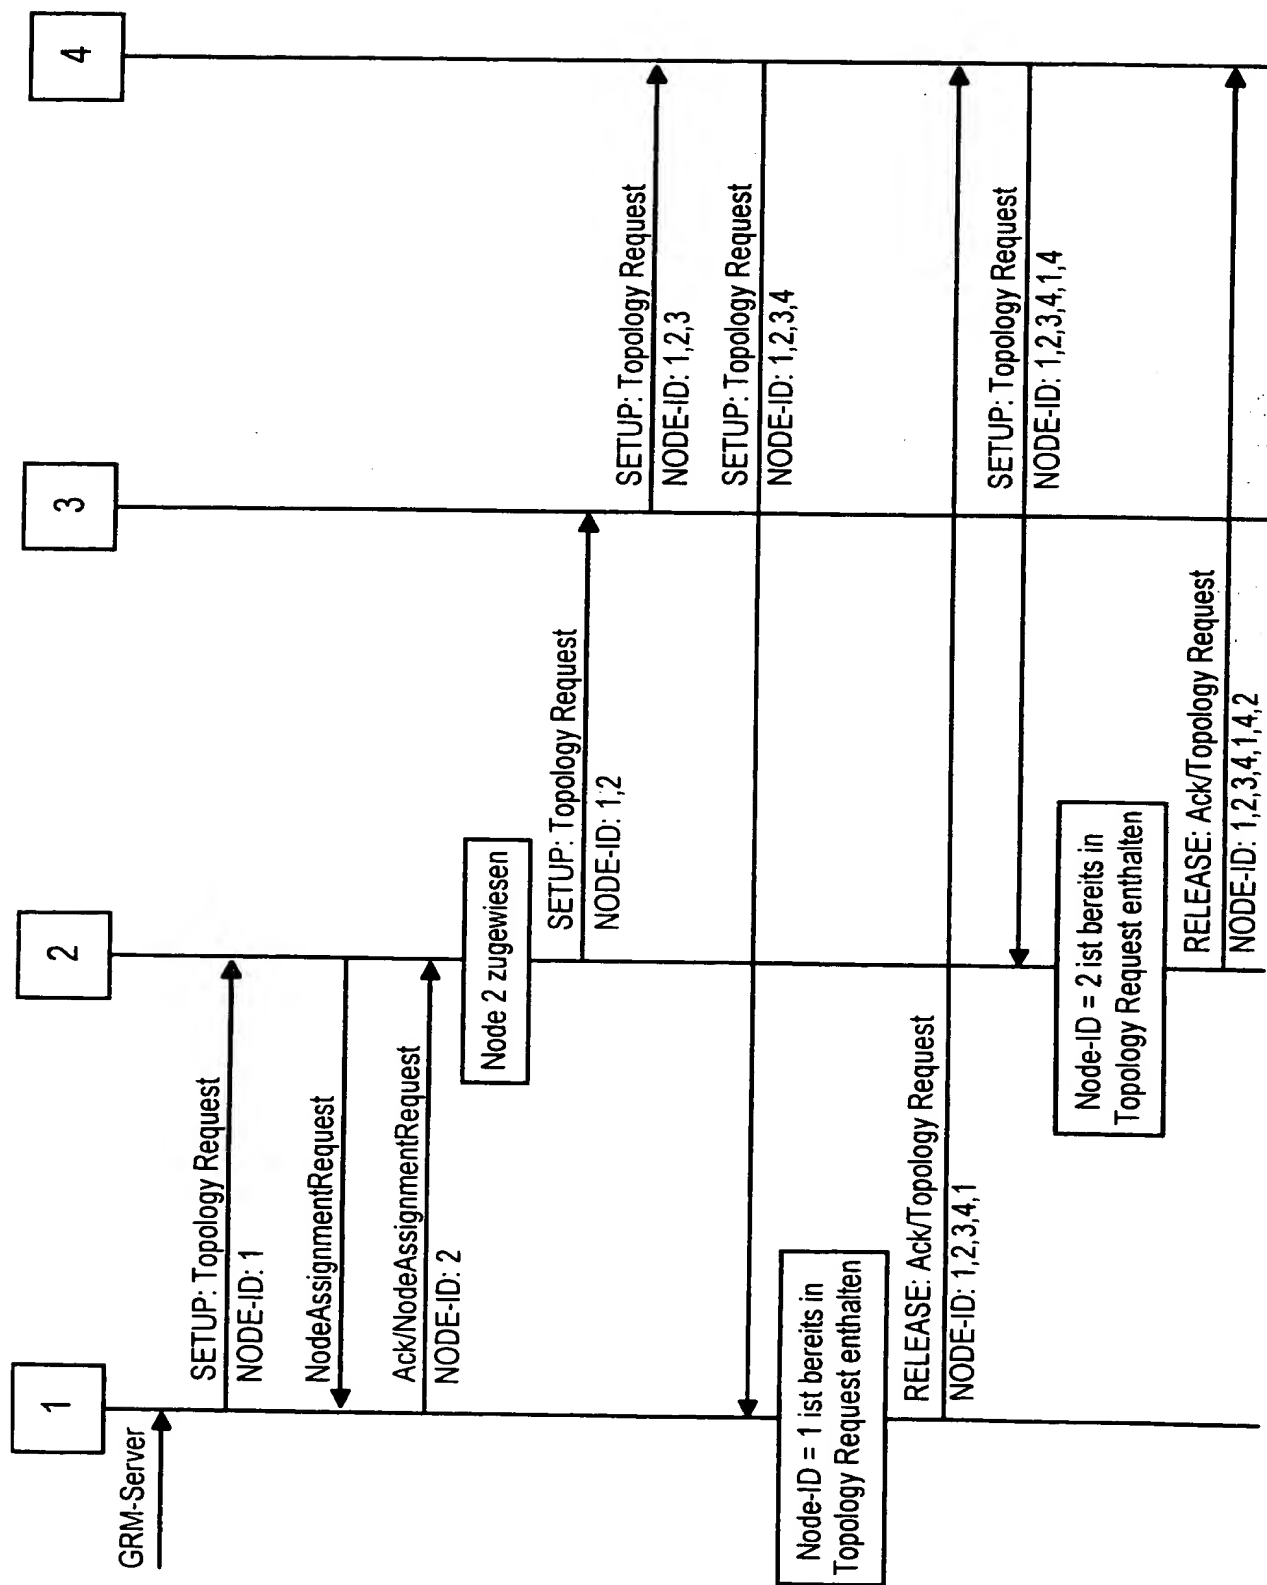 1
2
3
4
GRM-Server
SETUP: Topology Request
NODE-ID: 1
NodeAssignmentRequest
Ack/NodeAssignmentRequest
NODE-ID: 2
Node 2 zugewiesen
SETUP: Topology Request
NODE-ID: 1,2
SETUP: Topology Request
NODE-ID: 1,2,3
SETUP: Topology Request
NODE-ID: 1,2,3,4
Node-ID = 1 ist bereits in
Topology Request enthalten
RELEASE: Ack/Topology Request
NODE-ID: 1,2,3,4,1
SETUP: Topology Request
NODE-ID: 1,2,3,4,1,4
Node-ID = 2 ist bereits in
Topology Request enthalten
RELEASE: Ack/Topology Request
NODE-ID: 1,2,3,4,1,4,2